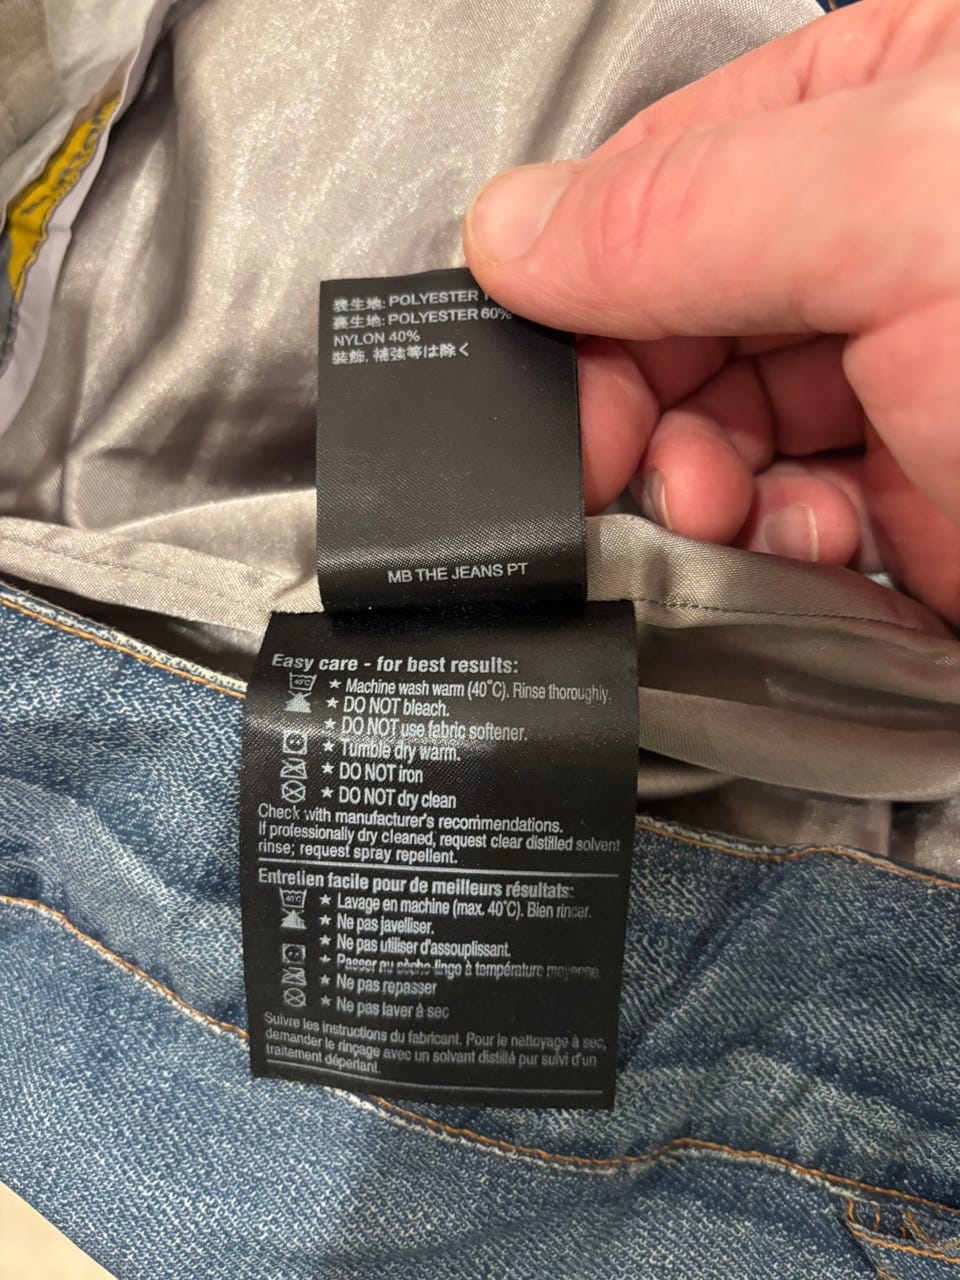 表生地: POLYESTER
裏生地: POLYESTER 60%
NYLON 40%
装飾, 補強等は除く
MB THE JEANS PT
Easy care - for best results:
40°C ★ Machine wash warm (40°C). Rinse thoroughly.
★ DO NOT bleach.
★ DO NOT use fabric softener.
★ Tumble dry warm.
★ DO NOT iron
★ DO NOT dry clean
Check with manufacturer's recommendations.
If professionally dry cleaned, request clear distilled solvent
rinse; request spray repellent.
Entretien facile pour de meilleurs résultats:
40°C ★ Lavage en machine (max. 40°C). Bien rincer.
★ Ne pas javelliser.
★ Ne pas utiliser d'assouplissant.
★ Passer au sèche-linge à température moyenne.
★ Ne pas repasser
★ Ne pas laver à sec
Suivre les instructions du fabricant. Pour le nettoyage à sec,
demander le rinçage avec un solvant distillé pur suivi d'un
traitement déperlant.